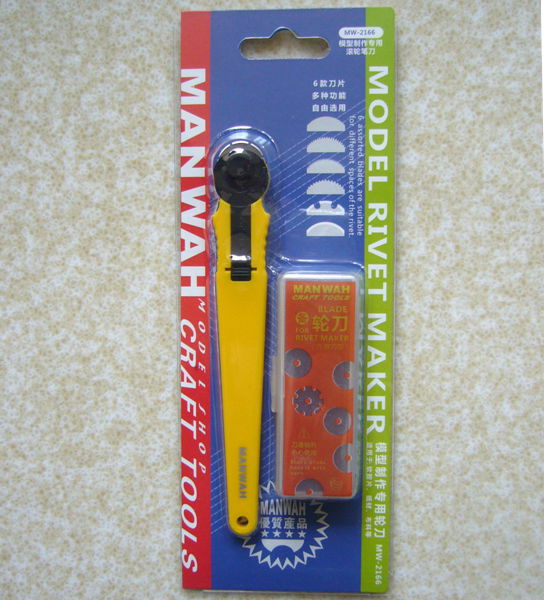 MW-2166
模型制作专用
滚轮笔刀
6款刀片
多种功能
自由选用
6 assorted blades are suitable
for different spaces of the rivet.
MODEL RIVET MAKER
模型制作专用轮刀 MW-2166
MANWAH CRAFT TOOLS
MODEL SHOP
MANWAH
CRAFT TOOLS
BLADE
FOR
轮刀
RIVET MAKER
MANWAH
MANWAH
優質産品